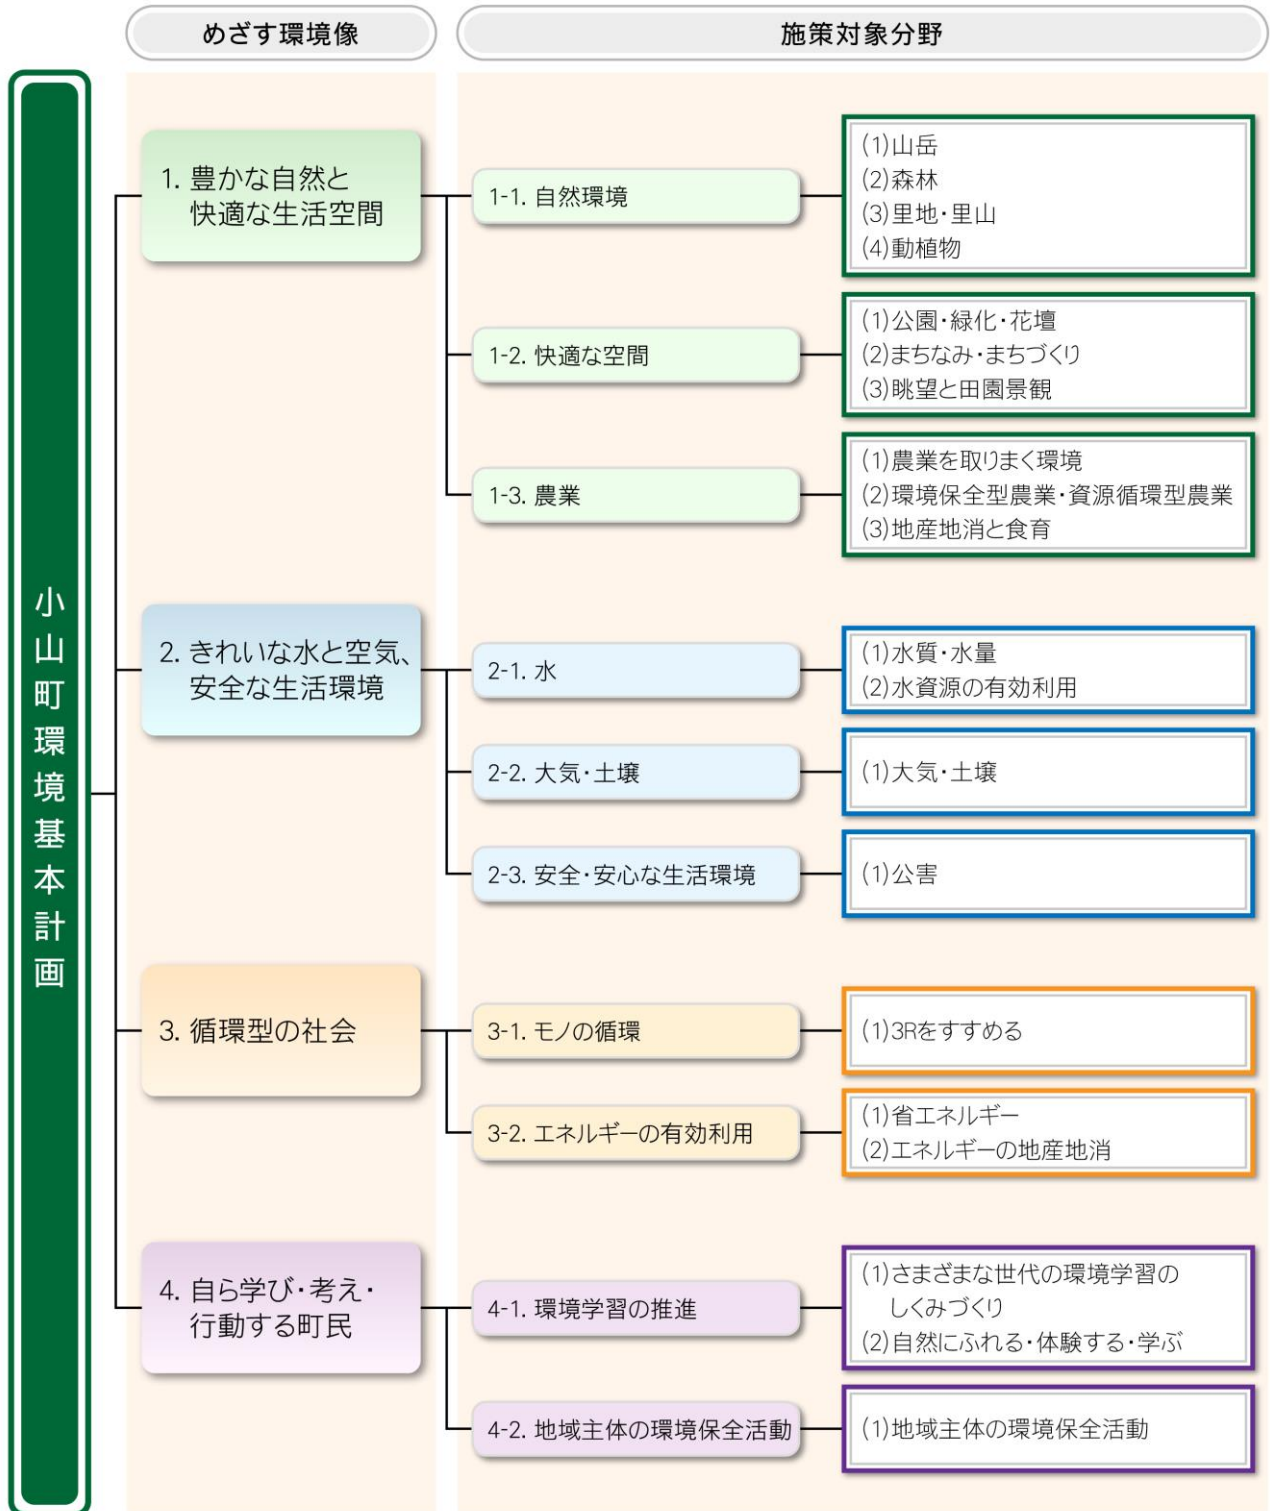 めざす環境像
施策対象分野
小山町環境基本計画
1. 豊かな自然と
快適な生活空間
1-1. 自然環境
(1)山岳
(2)森林
(3)里地・里山
(4)動植物
1-2. 快適な空間
(1)公園・緑化・花壇
(2)まちなみ・まちづくり
(3)眺望と田園景観
1-3. 農業
(1)農業を取りまく環境
(2)環境保全型農業・資源循環型農業
(3)地産地消と食育
2. きれいな水と空気、
安全な生活環境
2-1. 水
(1)水質・水量
(2)水資源の有効利用
2-2. 大気・土壌
(1)大気・土壌
2-3. 安全・安心な生活環境
(1)公害
3. 循環型の社会
3-1. モノの循環
(1)3Rをすすめる
3-2. エネルギーの有効利用
(1)省エネルギー
(2)エネルギーの地産地消
4. 自ら学び・考え・
行動する町民
4-1. 環境学習の推進
(1)さまざまな世代の環境学習の
しくみづくり
(2)自然にふれる・体験する・学ぶ
4-2. 地域主体の環境保全活動
(1)地域主体の環境保全活動